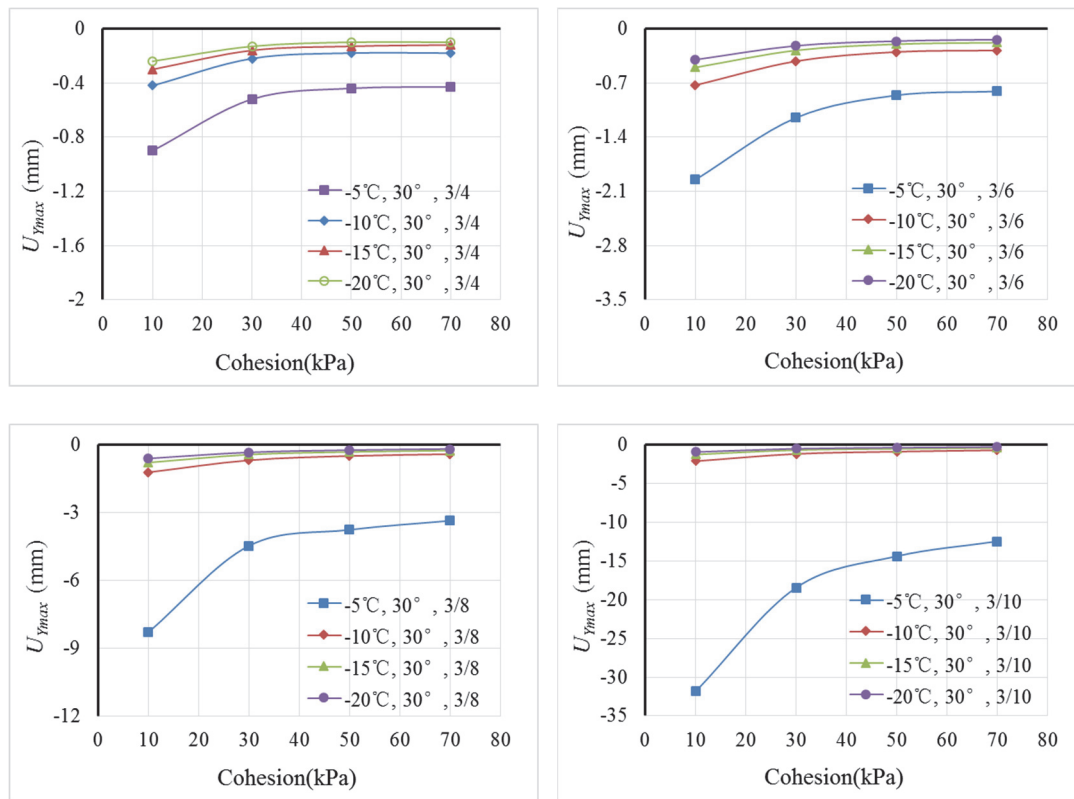 0
-0.4
-0.8
-1.2
-1.6
-2
U_Ymax (mm)
-5℃, 30° , 3/4
-10℃, 30° , 3/4
-15℃, 30° , 3/4
-20℃, 30° , 3/4
0 10 20 30 40 50 60 70 80
Cohesion(kPa)
0
-0.7
-1.4
-2.1
-2.8
-3.5
U_Ymax (mm)
-5℃, 30° , 3/6
-10℃, 30° , 3/6
-15℃, 30° , 3/6
-20℃, 30° , 3/6
0 10 20 30 40 50 60 70 80
Cohesion(kPa)
0
-3
-6
-9
-12
U_Ymax (mm)
-5℃, 30° , 3/8
-10℃, 30° , 3/8
-15℃, 30° , 3/8
-20℃, 30° , 3/8
0 10 20 30 40 50 60 70 80
Cohesion(kPa)
0
-5
-10
-15
-20
-25
-30
-35
U_Ymax (mm)
-5℃, 30° , 3/10
-10℃, 30° , 3/10
-15℃, 30° , 3/10
-20℃, 30° , 3/10
0 10 20 30 40 50 60 70 80
Cohesion(kPa)